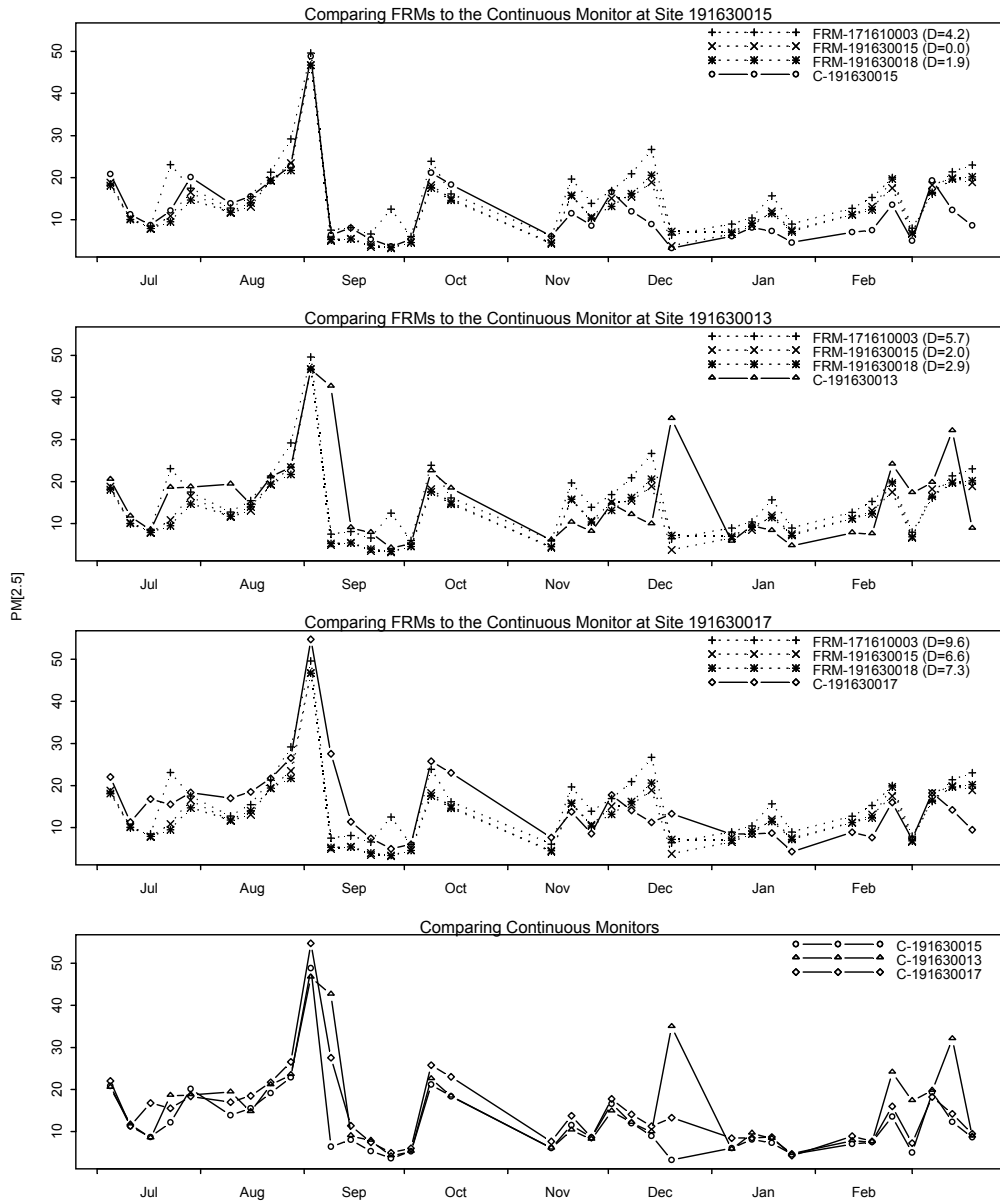 Comparing FRMs to the Continuous Monitor at Site 191630015
FRM-171610003 (D=4.2)
FRM-191630015 (D=0.0)
FRM-191630018 (D=1.9)
C-191630015
50
40
30
20
10
Jul Aug Sep Oct Nov Dec Jan Feb
Comparing FRMs to the Continuous Monitor at Site 191630013
FRM-171610003 (D=5.7)
FRM-191630015 (D=2.0)
FRM-191630018 (D=2.9)
C-191630013
50
40
30
20
10
Jul Aug Sep Oct Nov Dec Jan Feb
PM[2.5]
Comparing FRMs to the Continuous Monitor at Site 191630017
FRM-171610003 (D=9.6)
FRM-191630015 (D=6.6)
FRM-191630018 (D=7.3)
C-191630017
50
40
30
20
10
Jul Aug Sep Oct Nov Dec Jan Feb
Comparing Continuous Monitors
C-191630015
C-191630013
C-191630017
50
40
30
20
10
Jul Aug Sep Oct Nov Dec Jan Feb